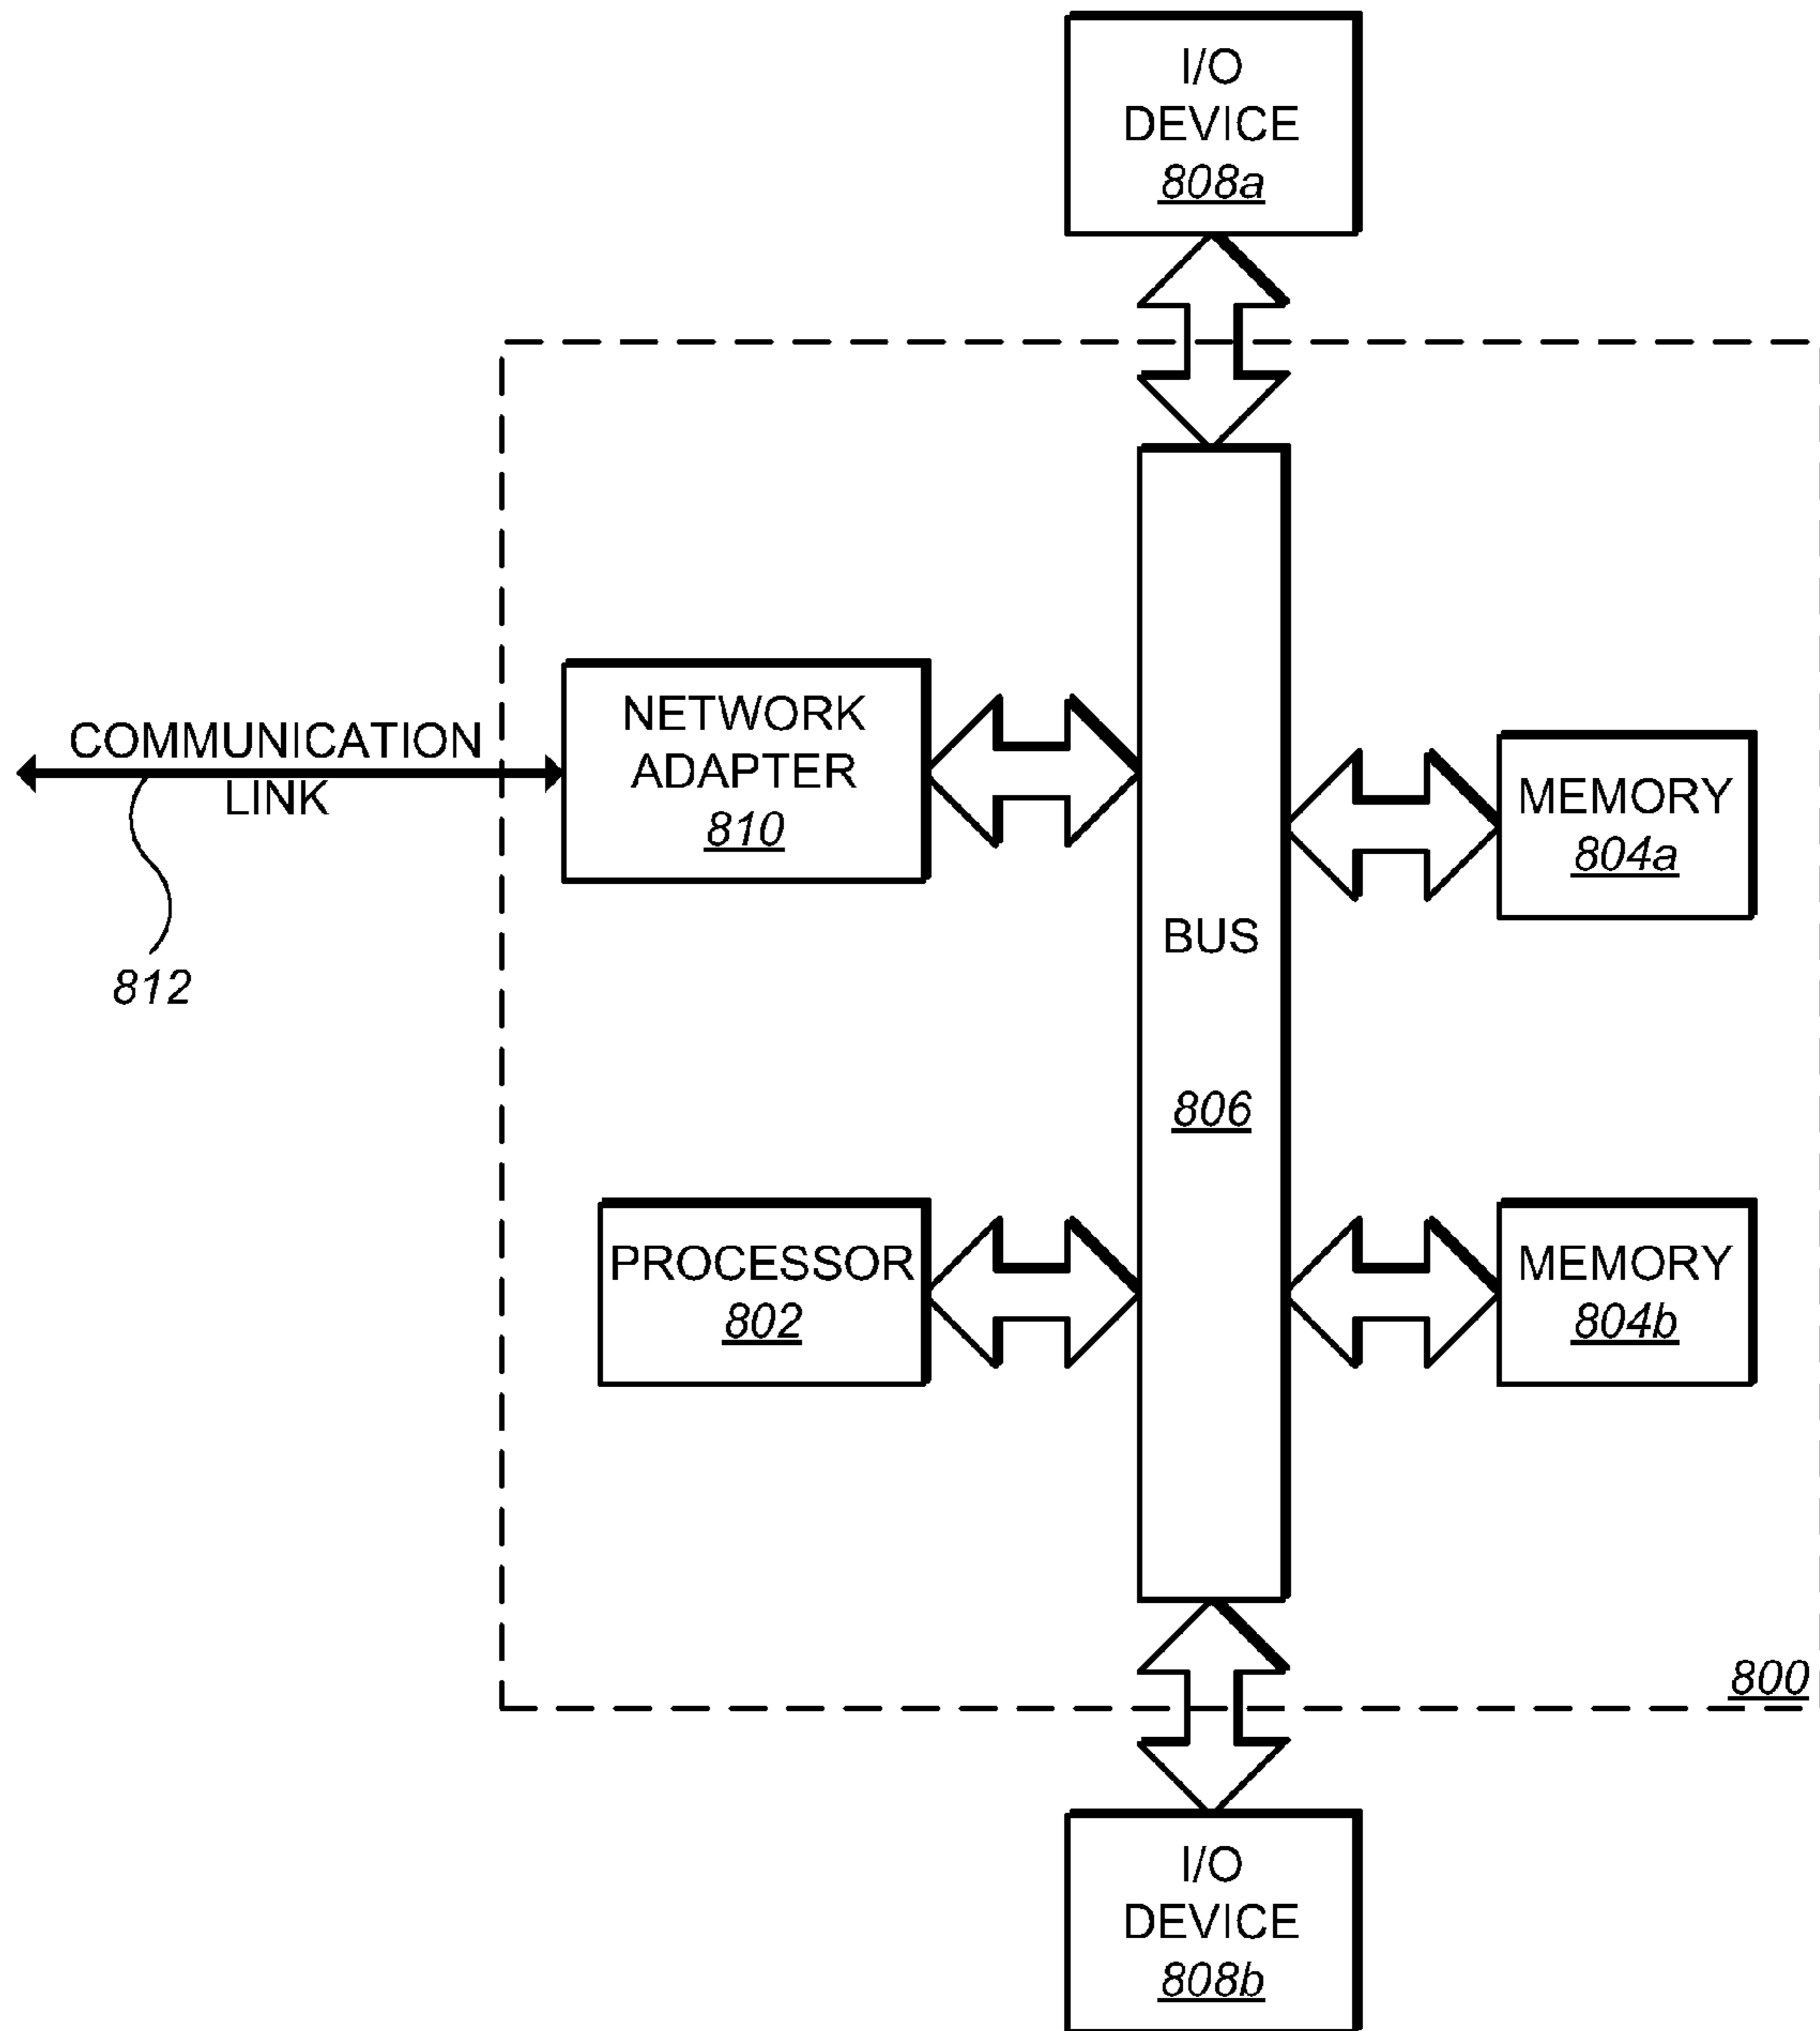 I/O
DEVICE
808a
NETWORK
ADAPTER
810
COMMUNICATION
LINK
812
MEMORY
804a
BUS
806
PROCESSOR
802
MEMORY
804b
800
I/O
DEVICE
808b